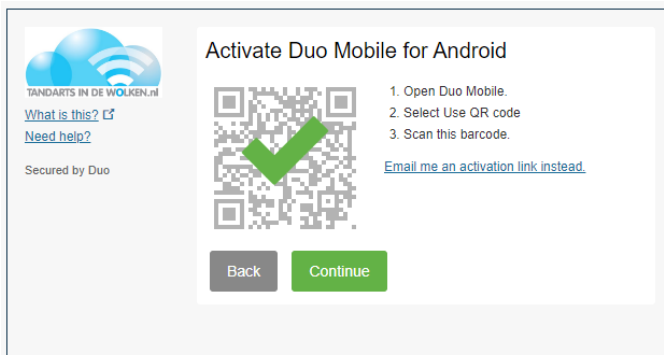 TANDARTS IN DE WOLKEN.nl
What is this?
Need help?
Secured by Duo
Activate Duo Mobile for Android
1. Open Duo Mobile.
2. Select Use QR code
3. Scan this barcode.
Email me an activation link instead.
Back
Continue